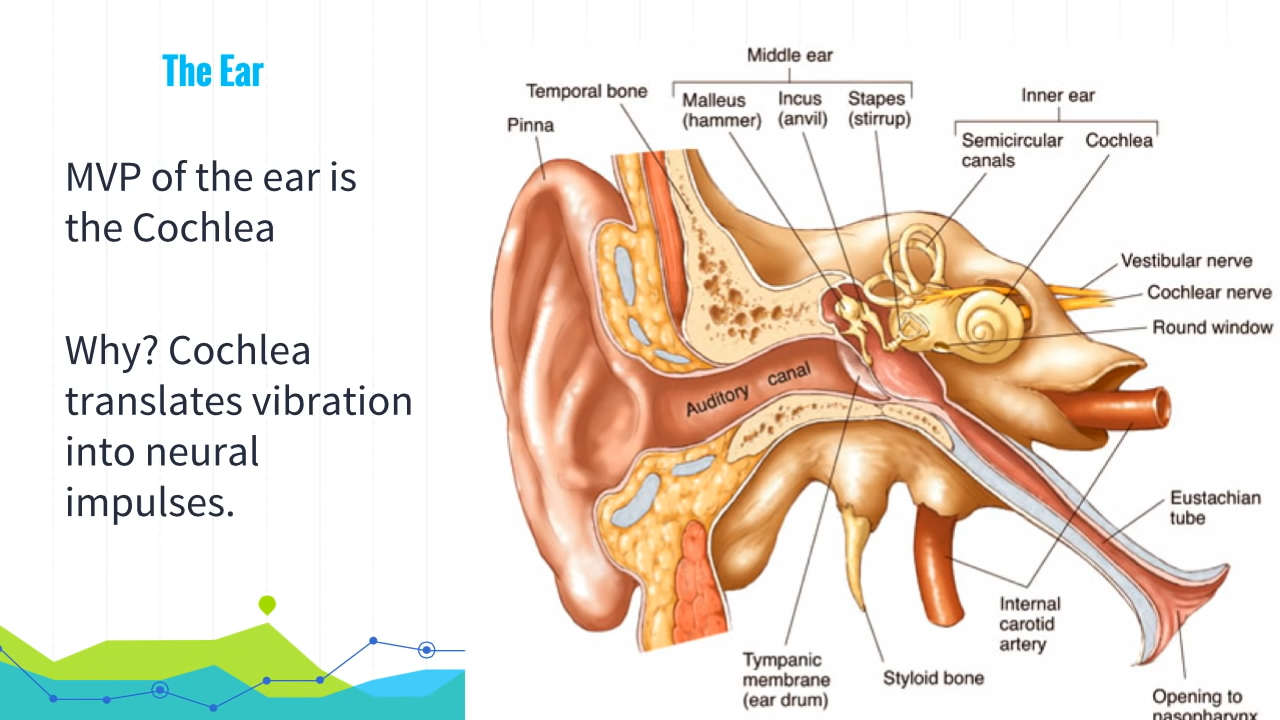 The Ear
MVP of the ear is
the Cochlea
Why? Cochlea
translates vibration
into neural
impulses.
Middle ear
Temporal bone
Malleus
(hammer)
Incus
(anvil)
Stapes
(stirrup)
Pinna
Inner ear
Semicircular
canals
Cochlea
Vestibular nerve
Cochlear nerve
Round window
Auditory canal
Eustachian
tube
Internal
carotid
artery
Tympanic
membrane
(ear drum)
Styloid bone
Opening to
nasopharynx